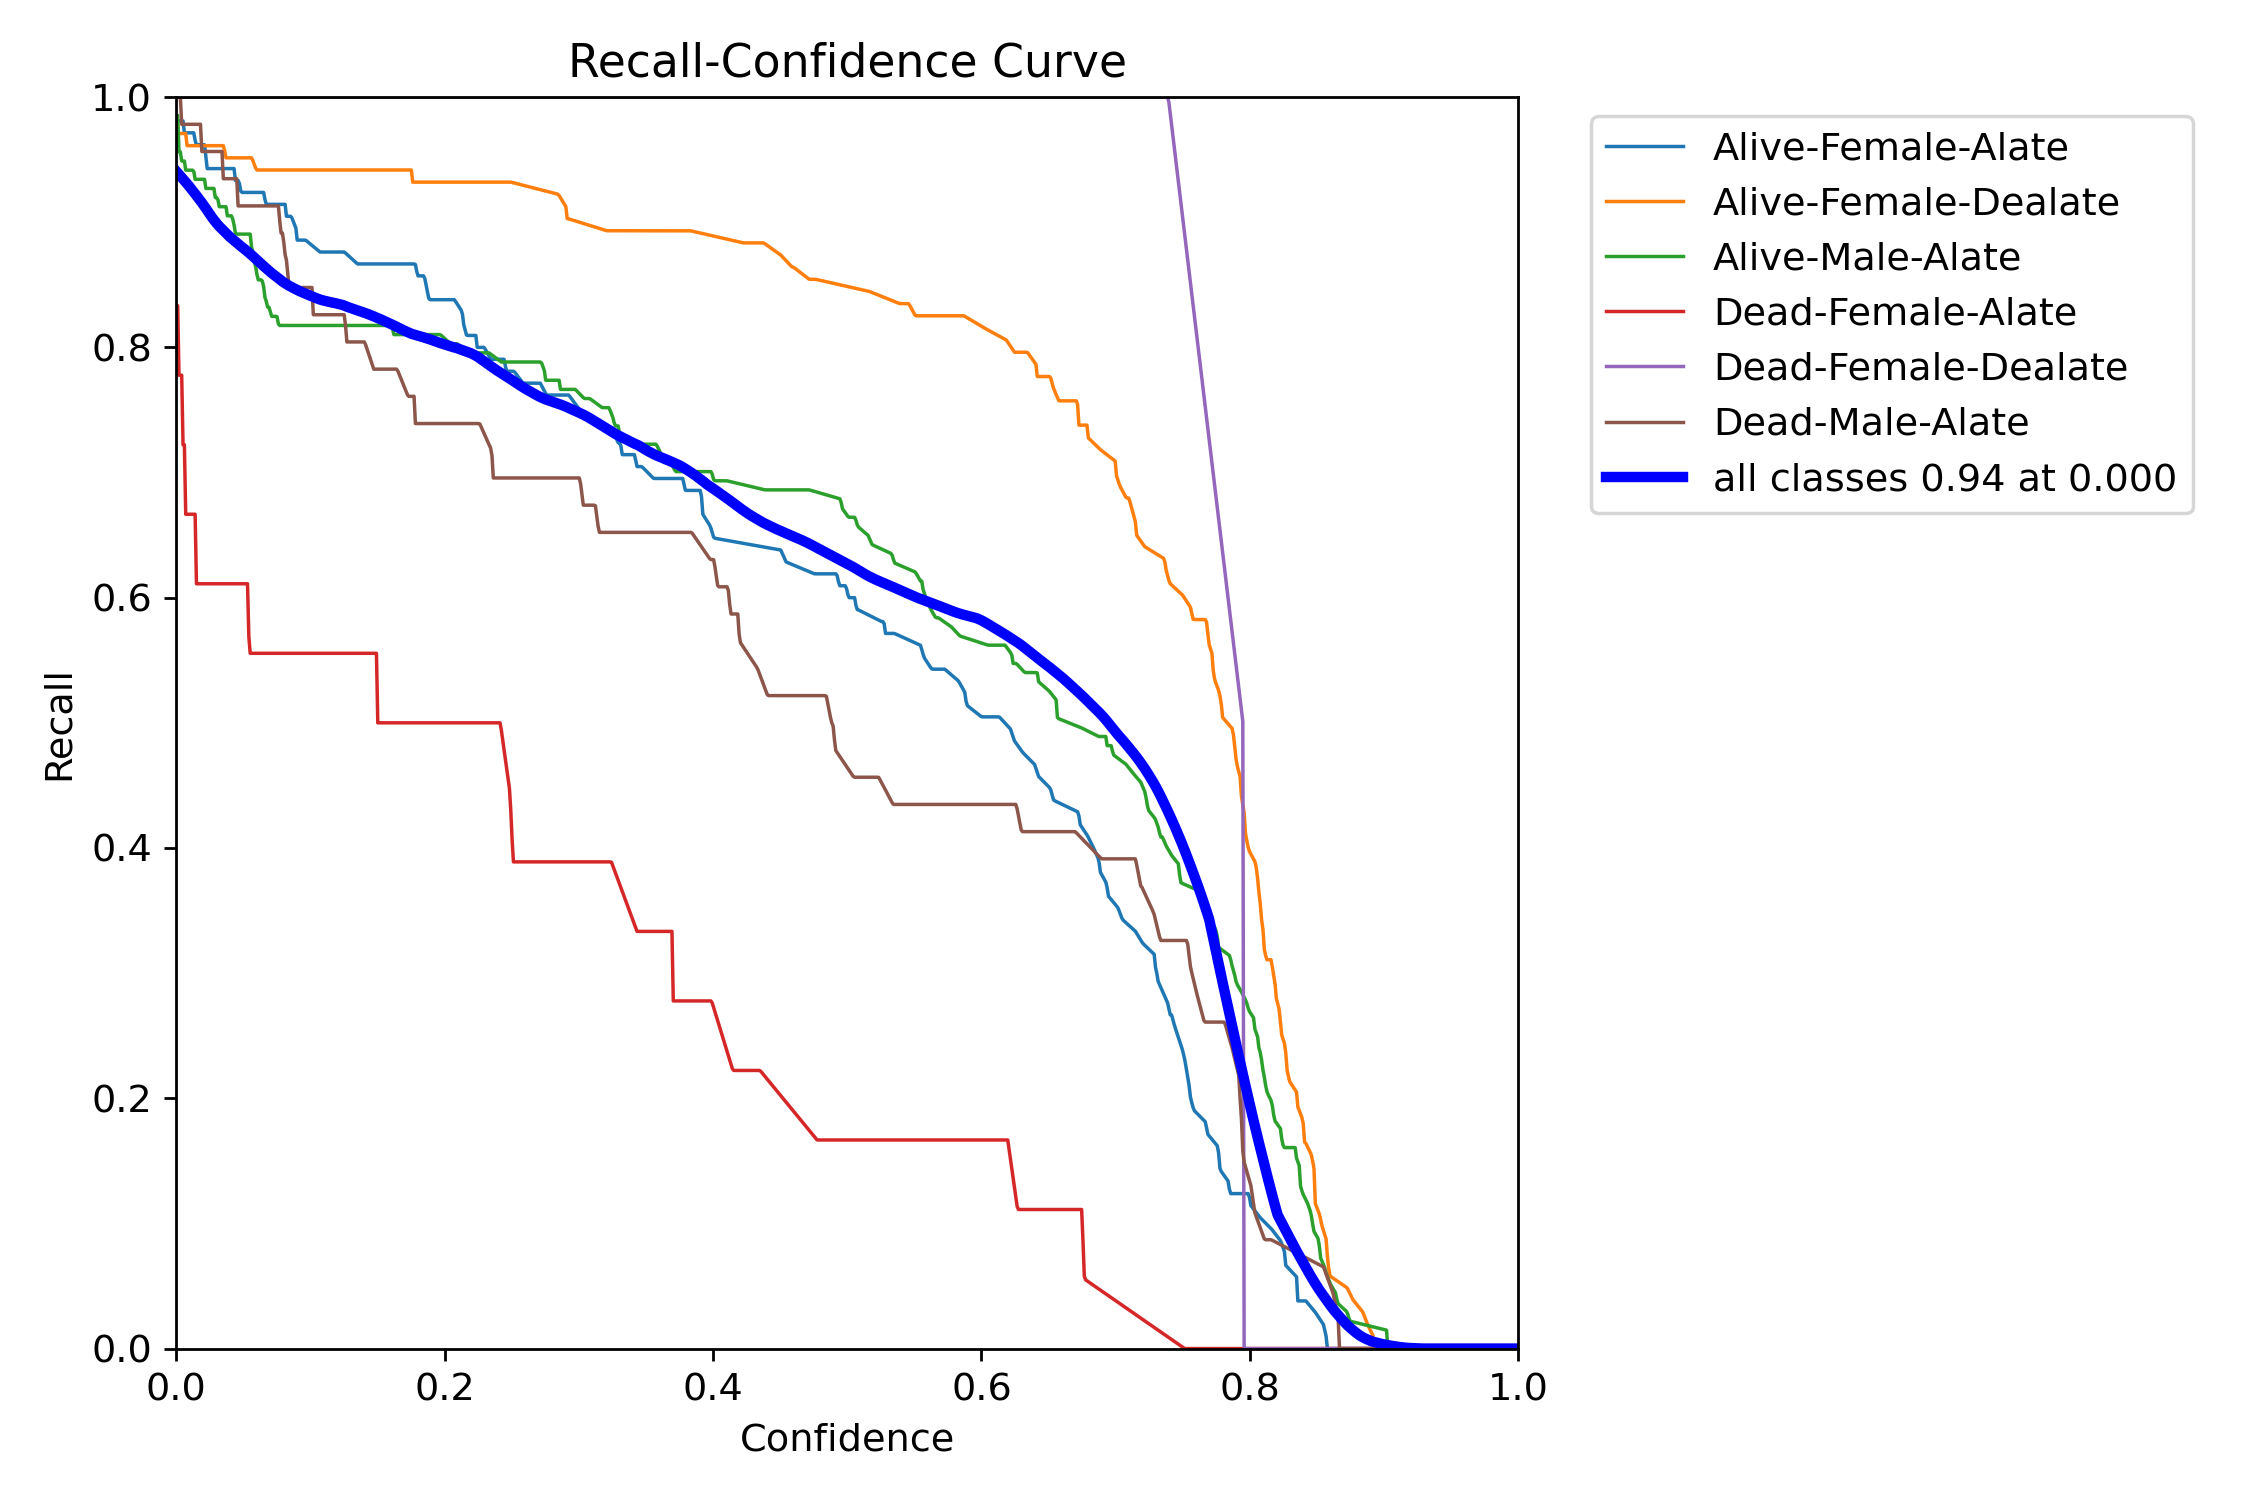 Recall-Confidence Curve
1.0
0.8
0.6
0.4
0.2
0.0
Recall
0.0 0.2 0.4 0.6 0.8 1.0
Confidence
Alive-Female-Alate
Alive-Female-Dealate
Alive-Male-Alate
Dead-Female-Alate
Dead-Female-Dealate
Dead-Male-Alate
all classes 0.94 at 0.000